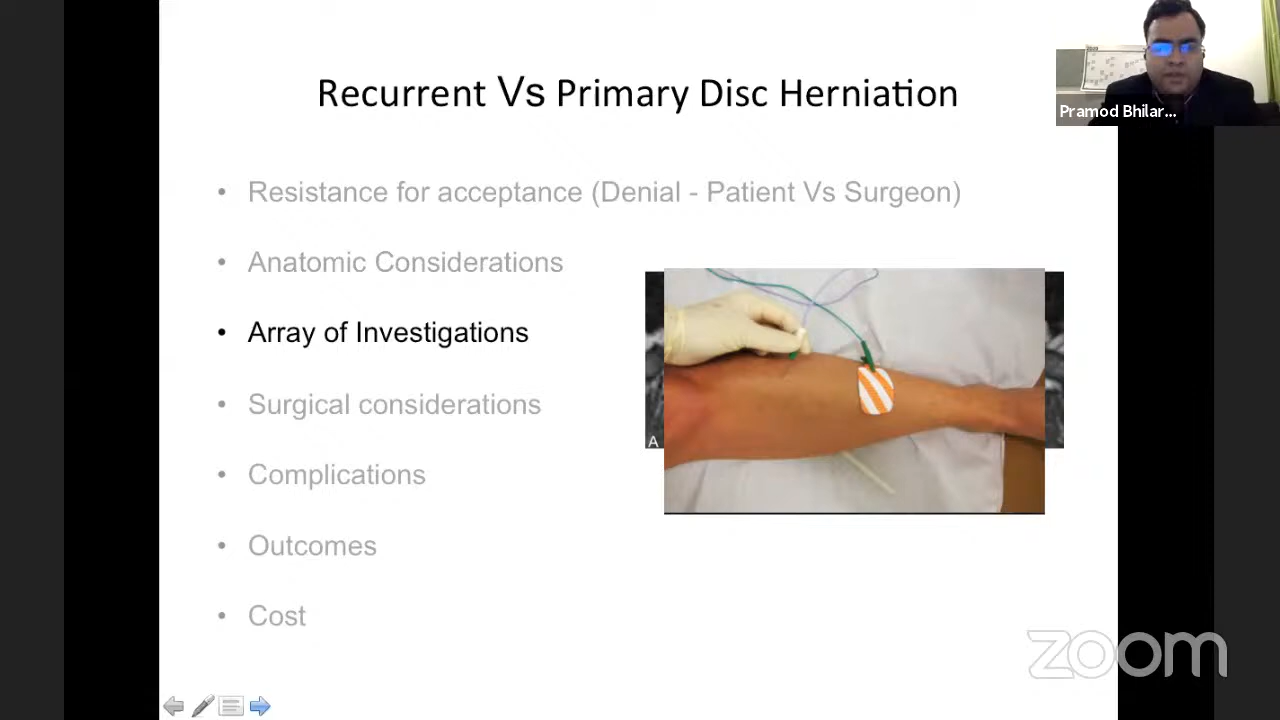 Recurrent Vs Primary Disc Herniation
Pramod Bhilar...
• Resistance for acceptance (Denial - Patient Vs Surgeon)
• Anatomic Considerations
• Array of Investigations
• Surgical considerations
• Complications
• Outcomes
• Cost
A
zoom